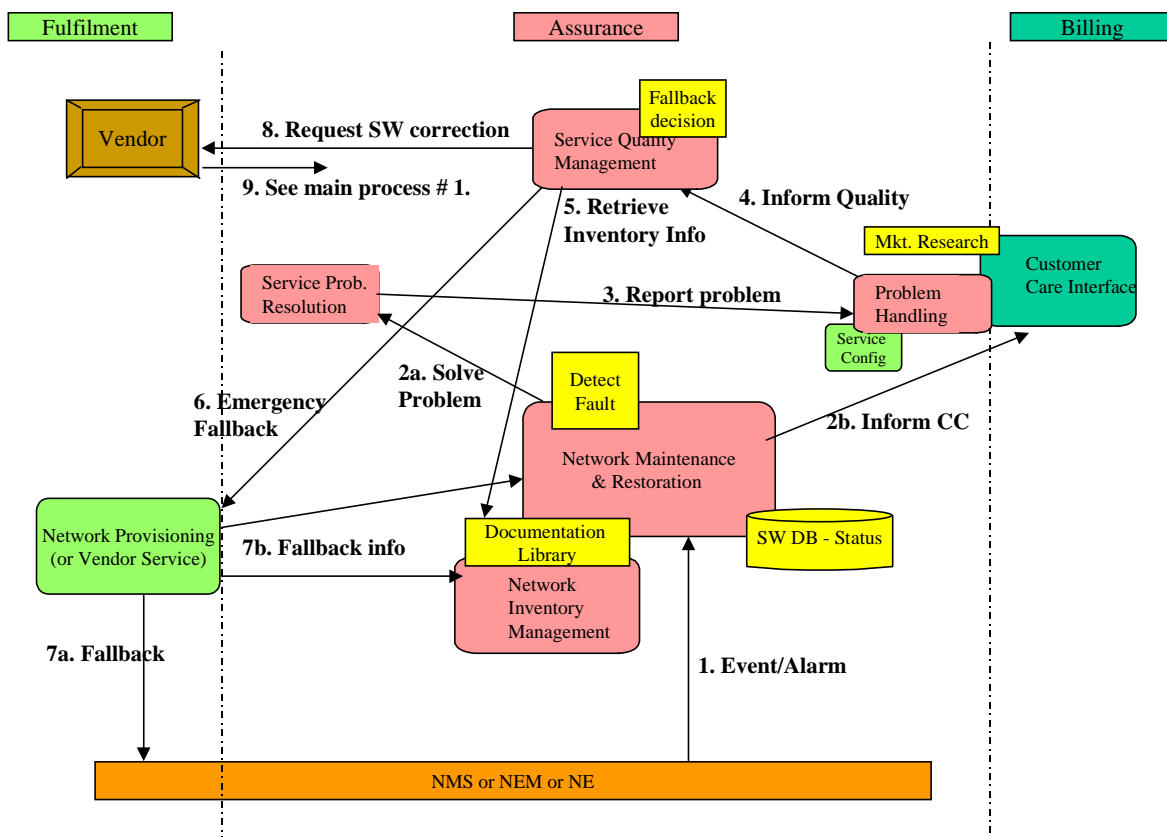 Fulfilment
Assurance
Billing
Vendor
8. Request SW correction
9. See main process # 1.
Fallback
decision
Service Quality
Management
4. Inform Quality
5. Retrieve
Inventory Info
Mkt. Research
Customer
Care Interface
Service Prob.
Resolution
3. Report problem
Problem
Handling
Service
Config
2a. Solve
Problem
Detect
Fault
6. Emergency
Fallback
2b. Inform CC
Network Maintenance
& Restoration
Network Provisioning
(or Vendor Service)
7b. Fallback info
Documentation
Library
SW DB - Status
Network
Inventory
Management
7a. Fallback
1. Event/Alarm
NMS or NEM or NE